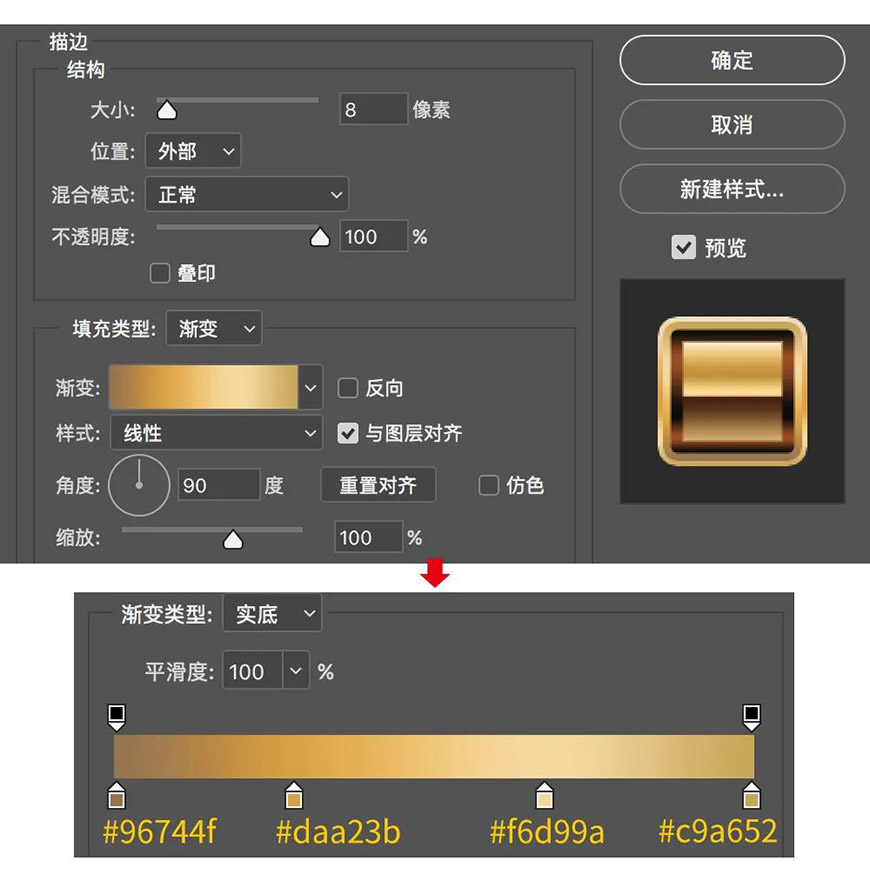 描边
结构
大小: 8 像素
位置: 外部
混合模式: 正常
不透明度: 100 %
叠印
填充类型: 渐变
渐变: 反向
样式: 线性 与图层对齐
角度: 90 度 重置对齐 仿色
缩放: 100 %
确定
取消
新建样式...
预览
渐变类型: 实底
平滑度: 100 %
#96744f #daa23b #f6d99a #c9a652